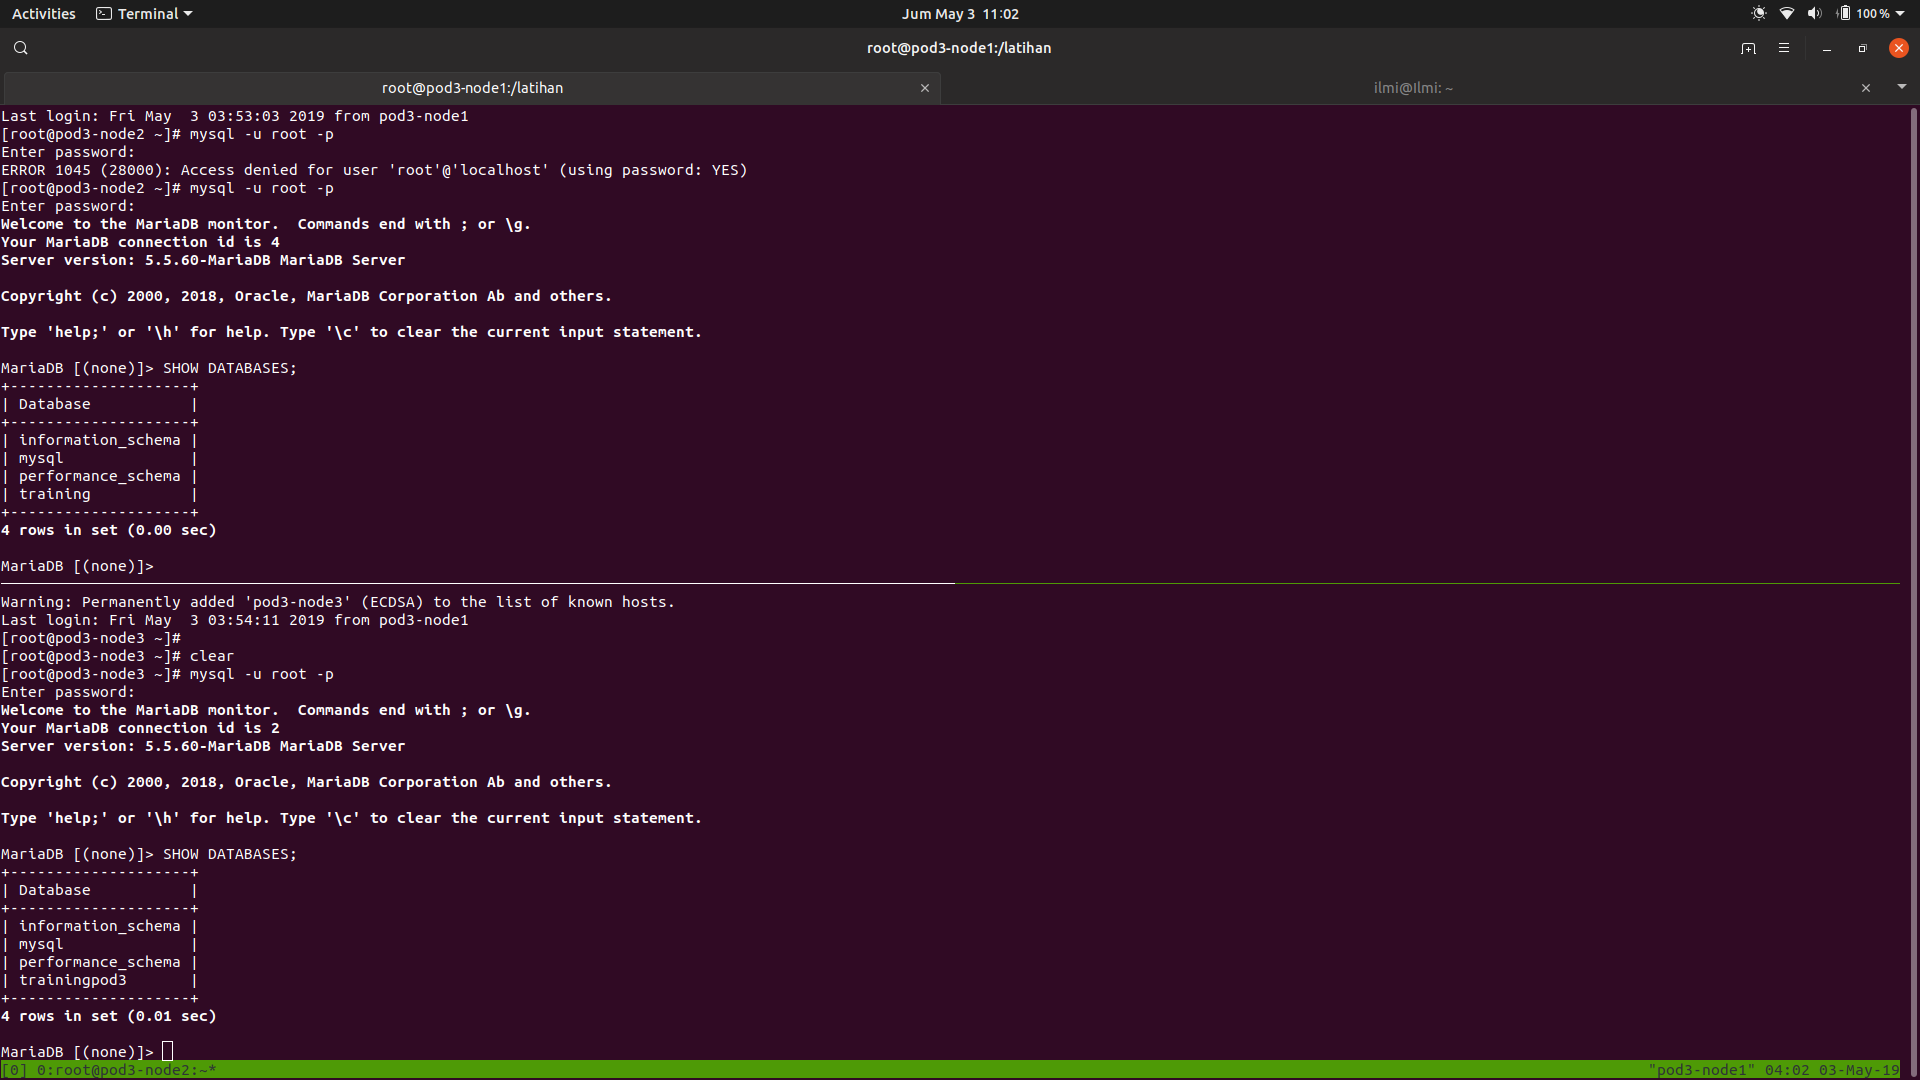 Activities Terminal Jum May 3 11:02 100 %
root@pod3-node1:/latihan
root@pod3-node1:/latihan ilmi@Ilmi: ~
Last login: Fri May  3 03:53:03 2019 from pod3-node1
[root@pod3-node2 ~]# mysql -u root -p
Enter password:
ERROR 1045 (28000): Access denied for user 'root'@'localhost' (using password: YES)
[root@pod3-node2 ~]# mysql -u root -p
Enter password:
Welcome to the MariaDB monitor.  Commands end with ; or \g.
Your MariaDB connection id is 4
Server version: 5.5.60-MariaDB MariaDB Server
Copyright (c) 2000, 2018, Oracle, MariaDB Corporation Ab and others.
Type 'help;' or '\h' for help. Type '\c' to clear the current input statement.
MariaDB [(none)]> SHOW DATABASES;
+--------------------+
| Database           |
+--------------------+
| information_schema |
| mysql              |
| performance_schema |
| training           |
+--------------------+
4 rows in set (0.00 sec)
MariaDB [(none)]>
Warning: Permanently added 'pod3-node3' (ECDSA) to the list of known hosts.
Last login: Fri May  3 03:54:11 2019 from pod3-node1
[root@pod3-node3 ~]#
[root@pod3-node3 ~]# clear
[root@pod3-node3 ~]# mysql -u root -p
Enter password:
Welcome to the MariaDB monitor.  Commands end with ; or \g.
Your MariaDB connection id is 2
Server version: 5.5.60-MariaDB MariaDB Server
Copyright (c) 2000, 2018, Oracle, MariaDB Corporation Ab and others.
Type 'help;' or '\h' for help. Type '\c' to clear the current input statement.
MariaDB [(none)]> SHOW DATABASES;
+--------------------+
| Database           |
+--------------------+
| information_schema |
| mysql              |
| performance_schema |
| trainingpod3       |
+--------------------+
4 rows in set (0.01 sec)
MariaDB [(none)]>
[0] 0:root@pod3-node2:~* "pod3-node1" 04:02 03-May-19